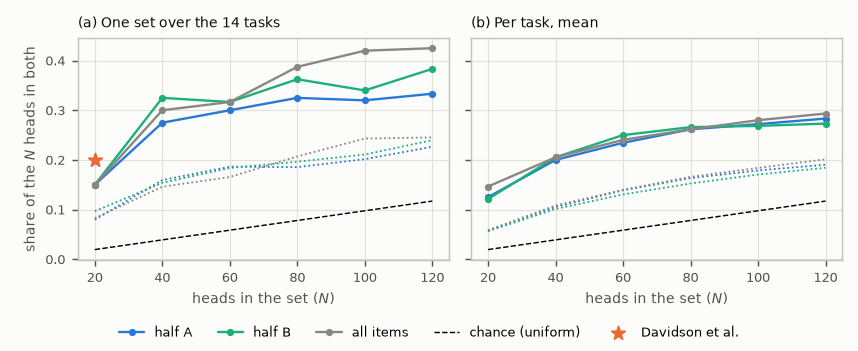 (a) One set over the 14 tasks
(b) Per task, mean
share of the N heads in both
0.4
0.3
0.2
0.1
0.0
20 40 60 80 100 120
20 40 60 80 100 120
heads in the set (N)
heads in the set (N)
half A half B all items chance (uniform) Davidson et al.